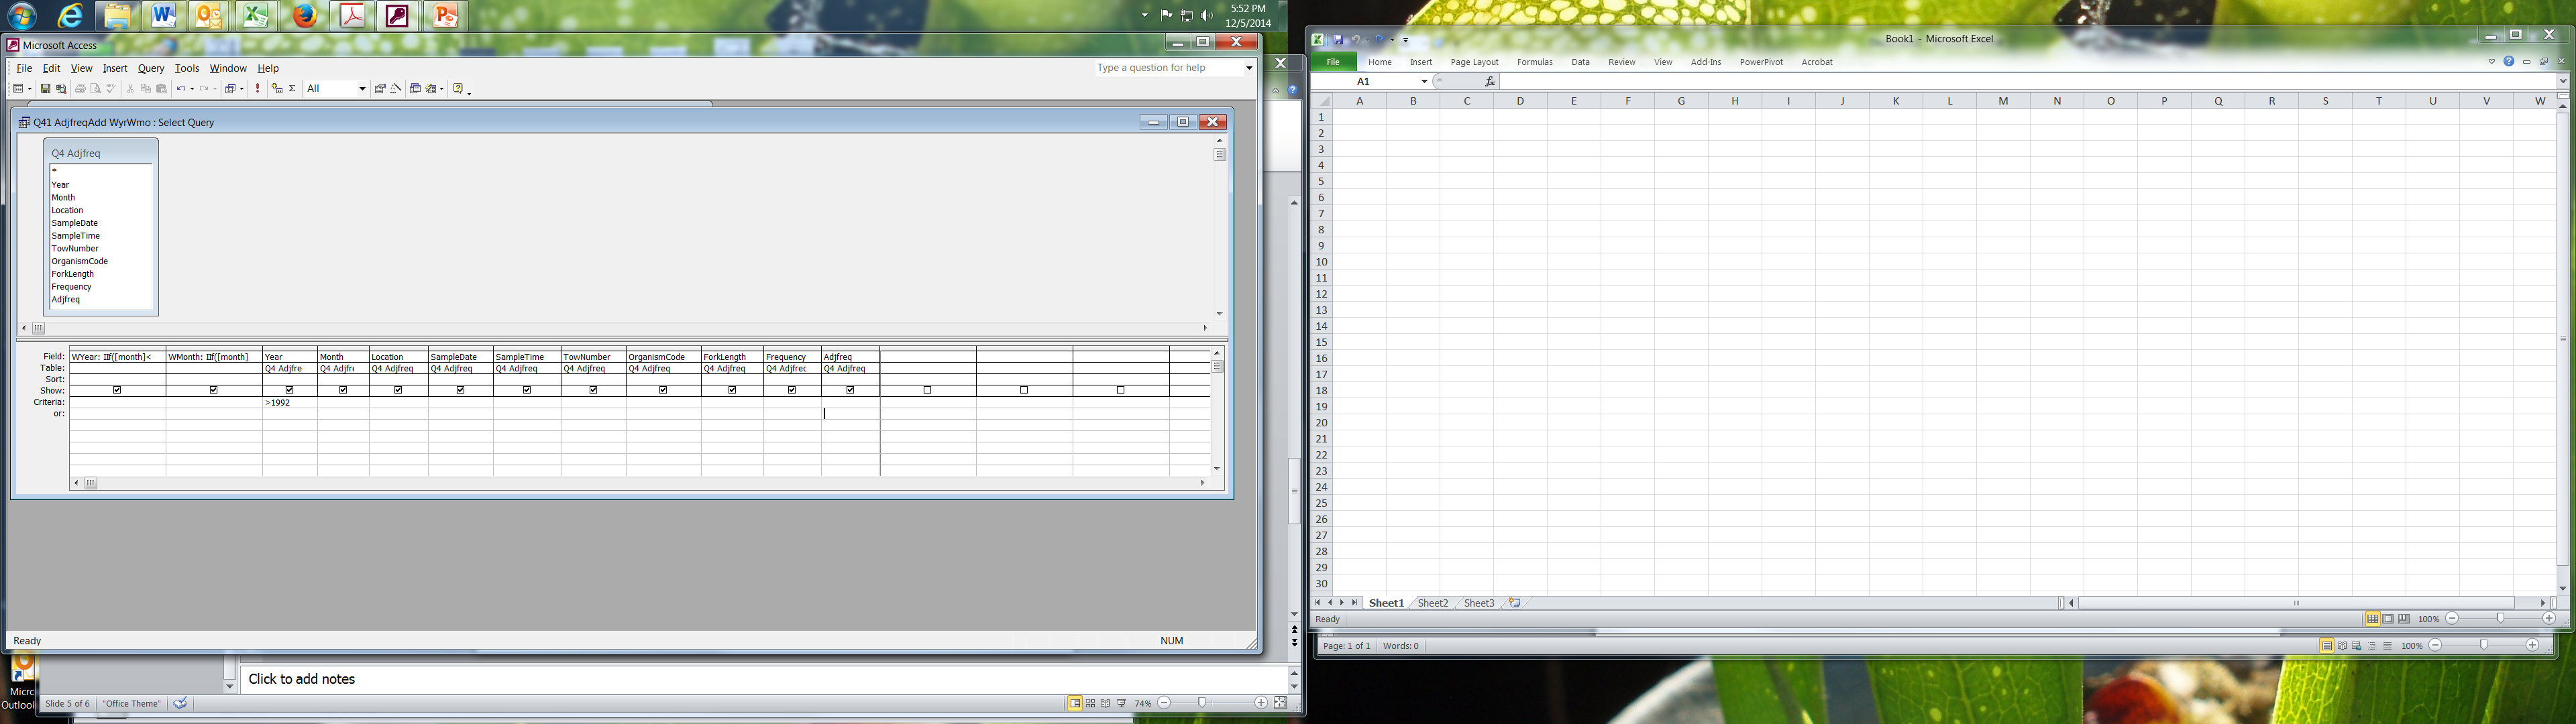 5:52 PM
12/5/2014
Microsoft Access
File Edit View Insert Query Tools Window Help
Type a question for help
All
Q41 AdjfreqAdd WyrWmo : Select Query
Q4 Adjfreq
*
Year
Month
Location
SampleDate
SampleTime
TowNumber
OrganismCode
ForkLength
Frequency
Adjfreq
Field: WYear: IIf([month]< WMonth: IIf([month] Year Month Location SampleDate SampleTime TowNumber OrganismCode ForkLength Frequency Adjfreq
Table: Q4 Adjfre Q4 Adjfr Q4 Adjfreq Q4 Adjfreq Q4 Adjfreq Q4 Adjfreq Q4 Adjfreq Q4 Adjfreq Q4 Adjfrec Q4 Adjfreq
Sort:
Show:
Criteria: >1992
or:
Ready NUM
Click to add notes
Slide 5 of 6 "Office Theme" 74%
Outlook
Book1 - Microsoft Excel
File Home Insert Page Layout Formulas Data Review View Add-Ins PowerPivot Acrobat
A1 fx
A B C D E F G H I J K L M N O P Q R S T U V W
1
2
3
4
5
6
7
8
9
10
11
12
13
14
15
16
17
18
19
20
21
22
23
24
25
26
27
28
29
30
Sheet1 Sheet2 Sheet3
Ready 100%
Page: 1 of 1 Words: 0 100%